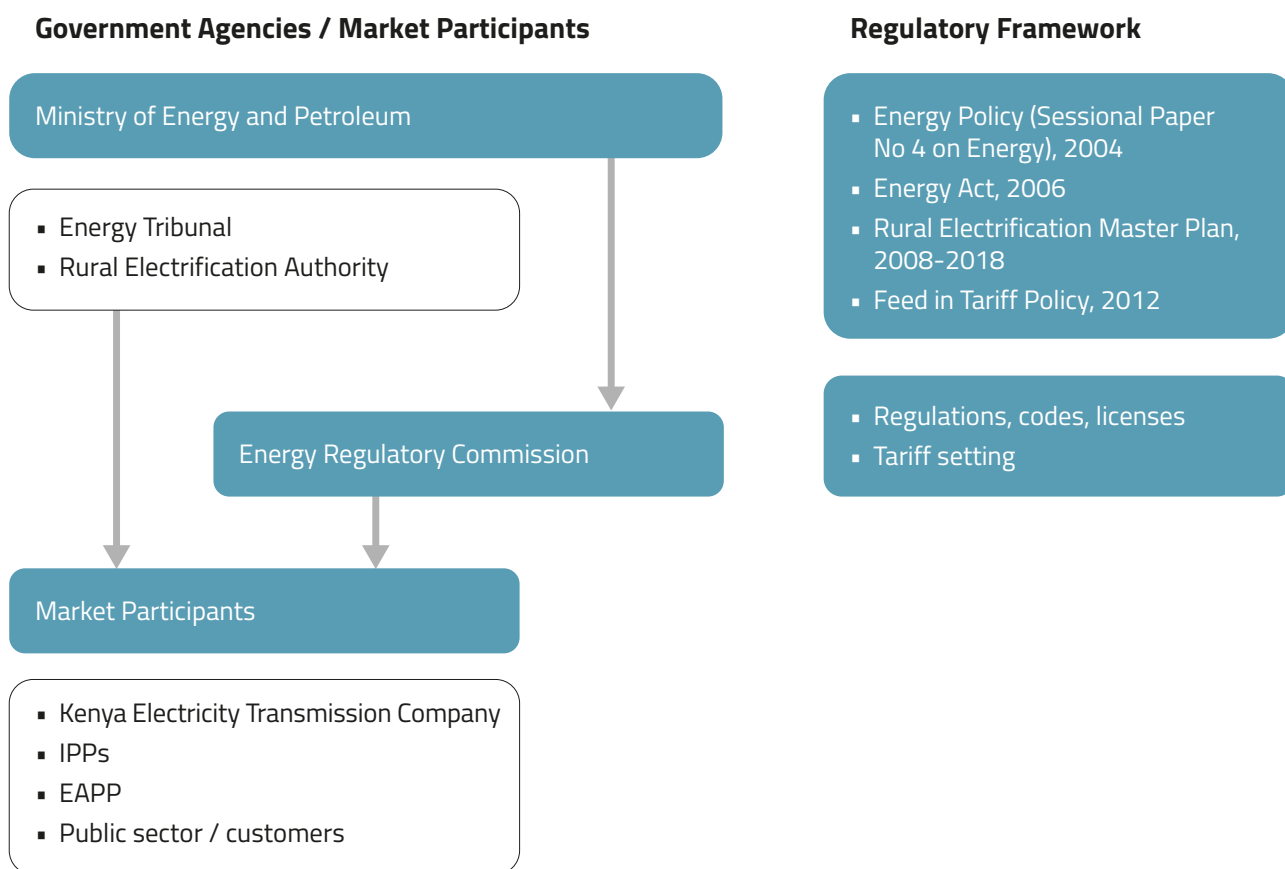 Government Agencies / Market Participants
Ministry of Energy and Petroleum
▪ Energy Tribunal
▪ Rural Electrification Authority
Energy Regulatory Commission
Market Participants
▪ Kenya Electricity Transmission Company
▪ IPPs
▪ EAPP
▪ Public sector / customers
Regulatory Framework
▪ Energy Policy (Sessional Paper
No 4 on Energy), 2004
▪ Energy Act, 2006
▪ Rural Electrification Master Plan,
2008-2018
▪ Feed in Tariff Policy, 2012
▪ Regulations, codes, licenses
▪ Tariff setting